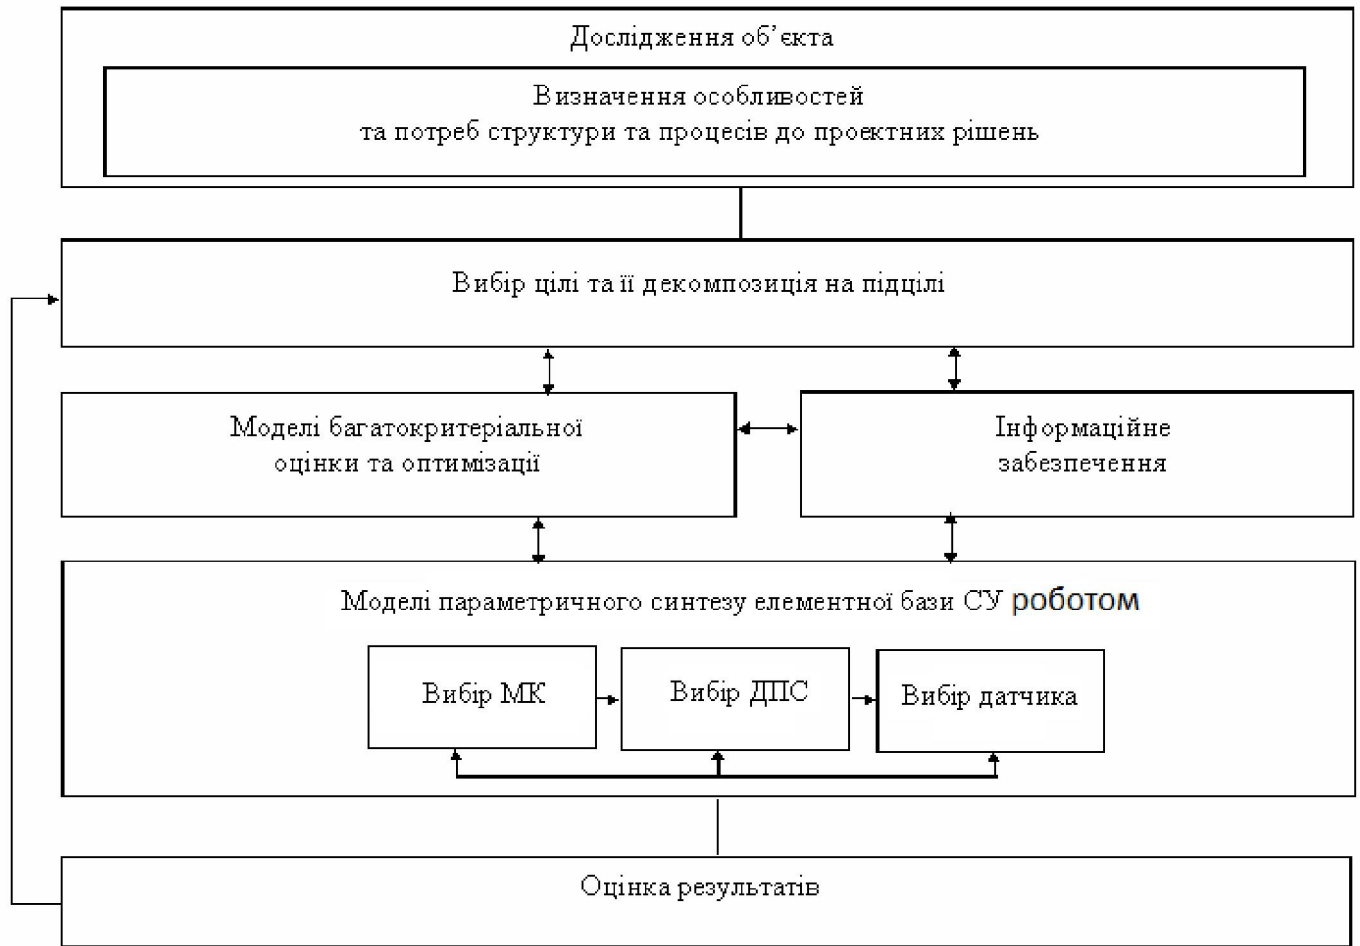 Дослідження об’єкта
Визначення особливостей
та потреб структури та процесів до проектних рішень
Вибір цілі та її декомпозиція на підцілі
Моделі багатокритеріальної
оцінки та оптимізації
Інформаційне
забезпечення
Моделі параметричного синтезу елементної бази СУ роботом
Вибір МК
Вибір ДПС
Вибір датчика
Оцінка результатів